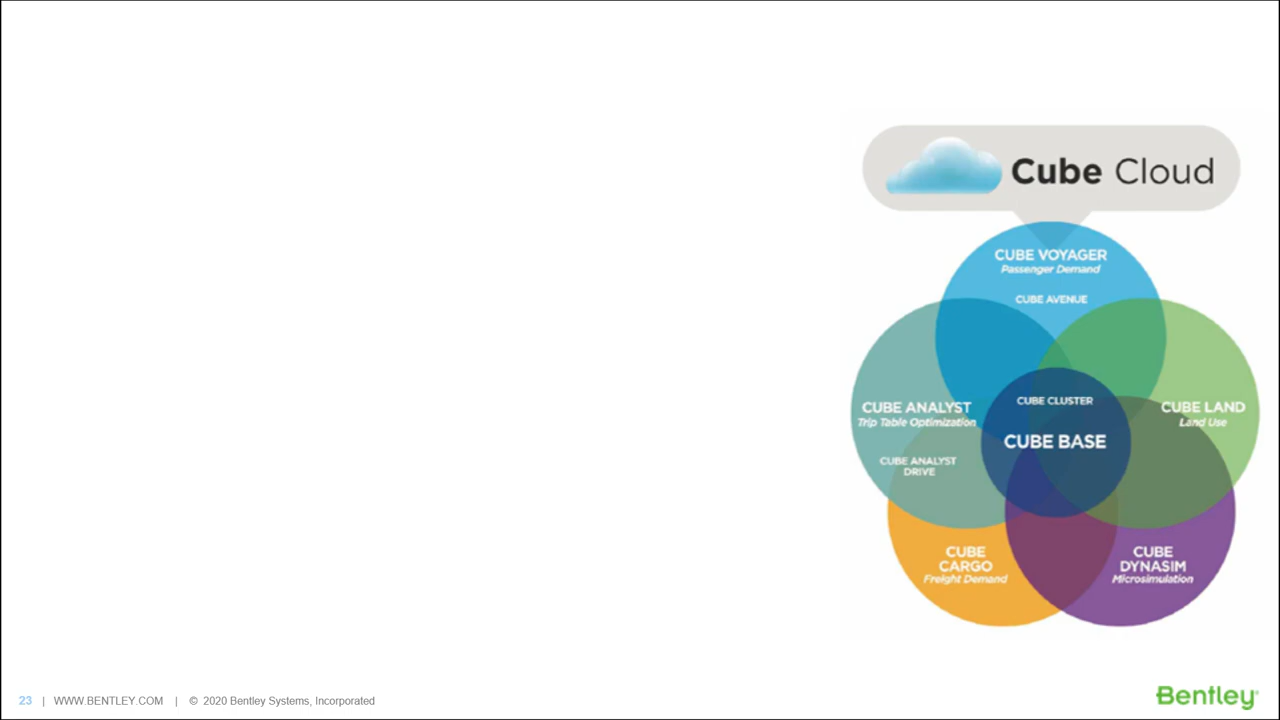 Cube Cloud
CUBE VOYAGER
Passenger Demand
CUBE AVENUE
CUBE ANALYST
Trip Table Optimization
CUBE ANALYST
DRIVE
CUBE CLUSTER
CUBE BASE
CUBE LAND
Land Use
CUBE
CARGO
Freight Demand
CUBE
DYNASIM
Microsimulation
23 | WWW.BENTLEY.COM | © 2020 Bentley Systems, Incorporated
Bentley